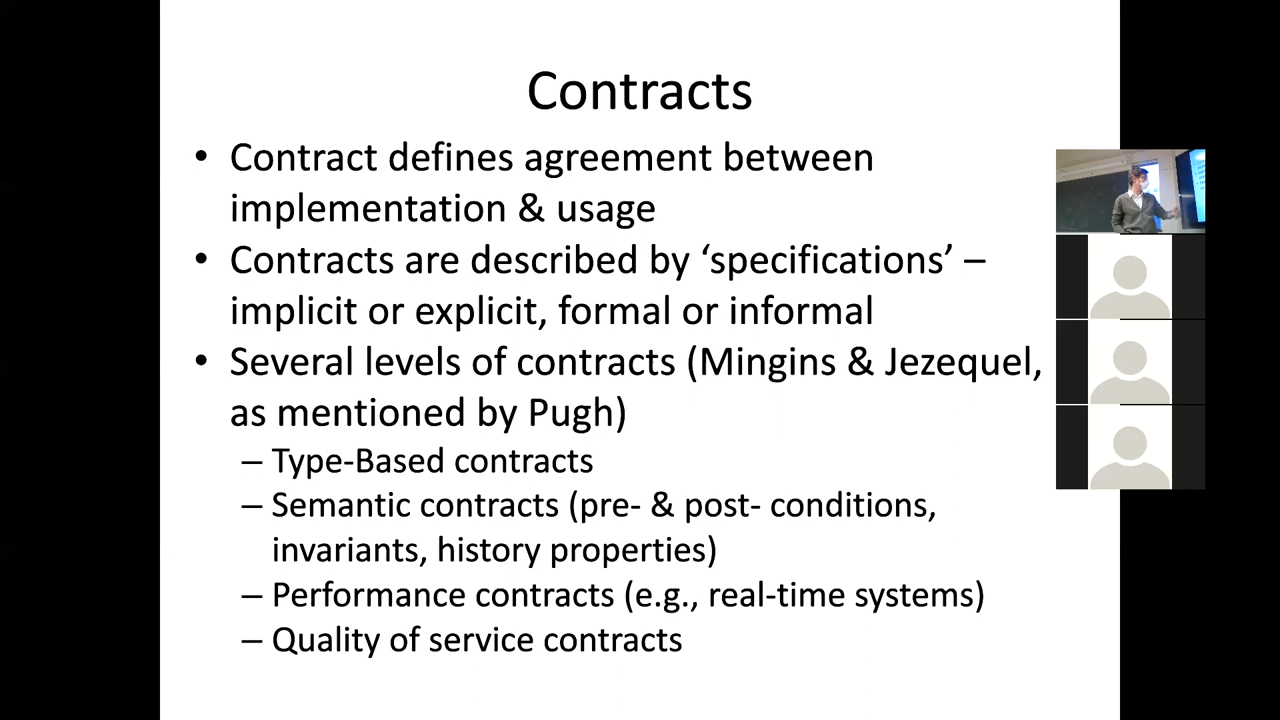 Contracts
• Contract defines agreement between
implementation & usage
• Contracts are described by ‘specifications’ –
implicit or explicit, formal or informal
• Several levels of contracts (Mingins & Jezequel,
as mentioned by Pugh)
– Type-Based contracts
– Semantic contracts (pre- & post- conditions,
invariants, history properties)
– Performance contracts (e.g., real-time systems)
– Quality of service contracts